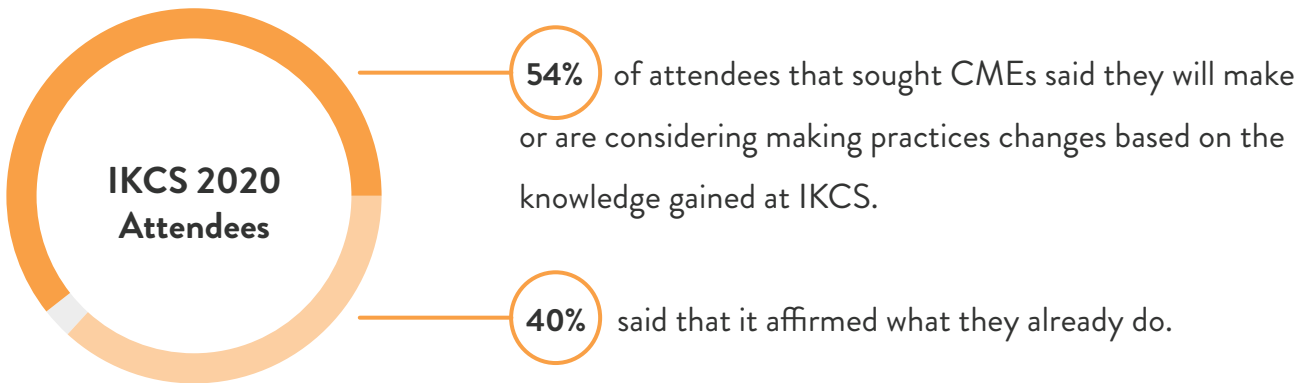 IKCS 2020
Attendees
54% of attendees that sought CMEs said they will make
or are considering making practices changes based on the
knowledge gained at IKCS.
40% said that it affirmed what they already do.